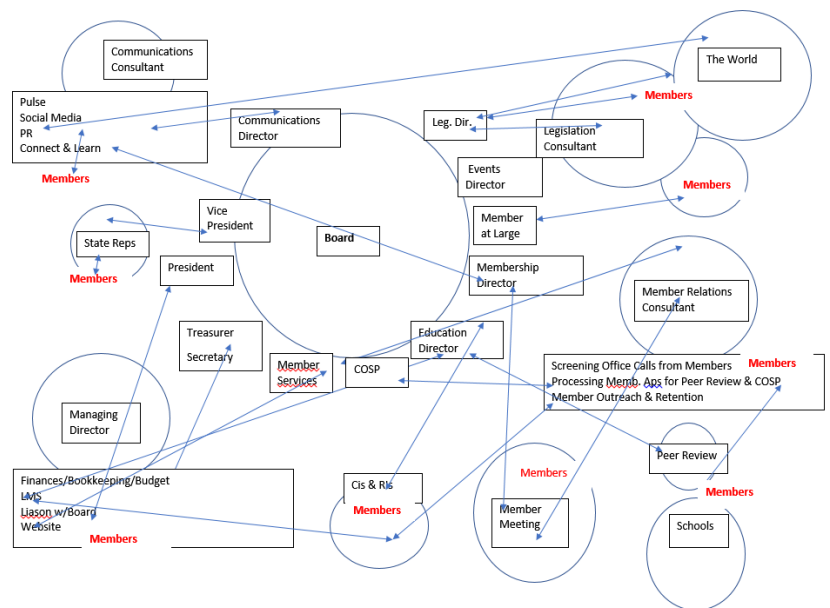 Communications
Consultant
The World
Pulse
Social Media
PR
Connect & Learn
Members
Communications
Director
Leg. Dir.
Members
Legislation
Consultant
Events
Director
Members
Vice
President
Board
Member
at Large
State Reps
Members
President
Membership
Director
Member Relations
Consultant
Treasurer
Secretary
Education
Director
Member
Services
COSP
Members
Screening Office Calls from Members
Processing Memb. Aps for Peer Review & COSP
Member Outreach & Retention
Managing
Director
Peer Review
Members
Finances/Bookkeeping/Budget
LMS
Liason w/Board
Website
Members
Cis & RIs
Members
Members
Member
Meeting
Schools